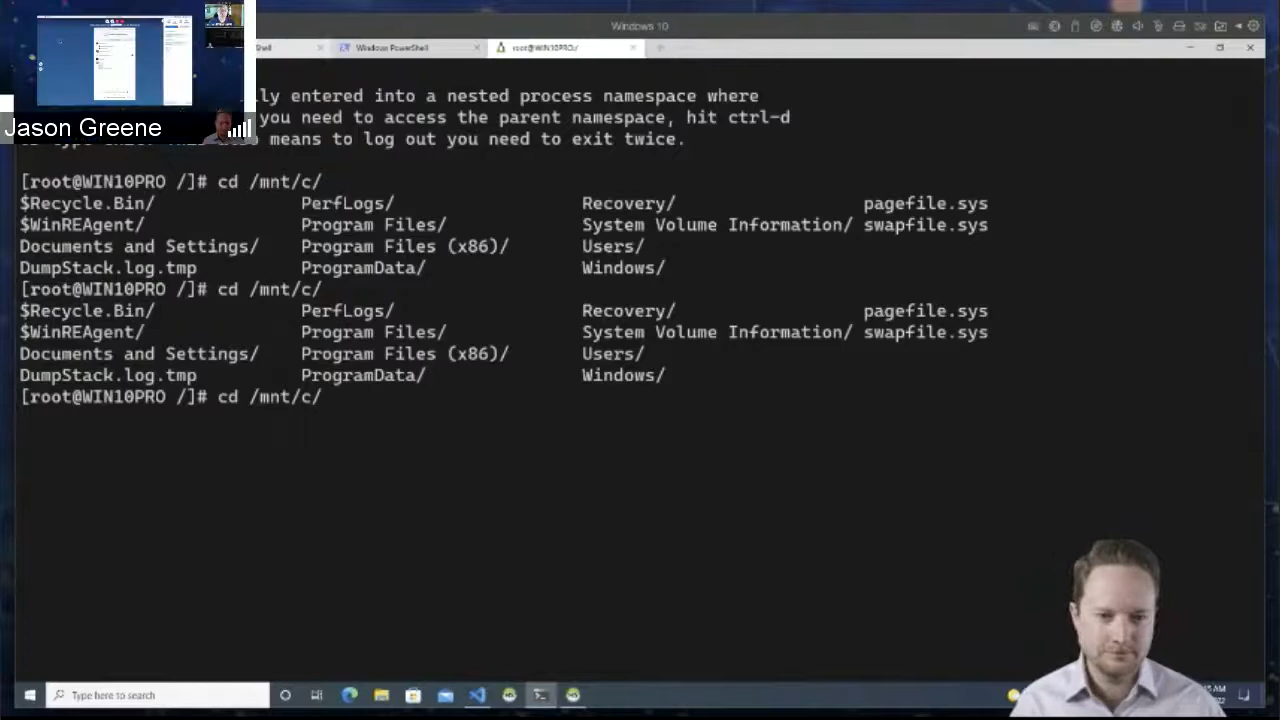 Windows 10
Windows PowerShell
root@WIN10PRO:/
Jason Greene
ly entered into a nested process namespace where
you need to access the parent namespace, hit ctrl-d
means to log out you need to exit twice.
[root@WIN10PRO /]# cd /mnt/c/
$Recycle.Bin/ PerfLogs/ Recovery/ pagefile.sys
$WinREAgent/ Program Files/ System Volume Information/ swapfile.sys
Documents and Settings/ Program Files (x86)/ Users/
DumpStack.log.tmp ProgramData/ Windows/
[root@WIN10PRO /]# cd /mnt/c/
$Recycle.Bin/ PerfLogs/ Recovery/ pagefile.sys
$WinREAgent/ Program Files/ System Volume Information/ swapfile.sys
Documents and Settings/ Program Files (x86)/ Users/
DumpStack.log.tmp ProgramData/ Windows/
[root@WIN10PRO /]# cd /mnt/c/
Type here to search